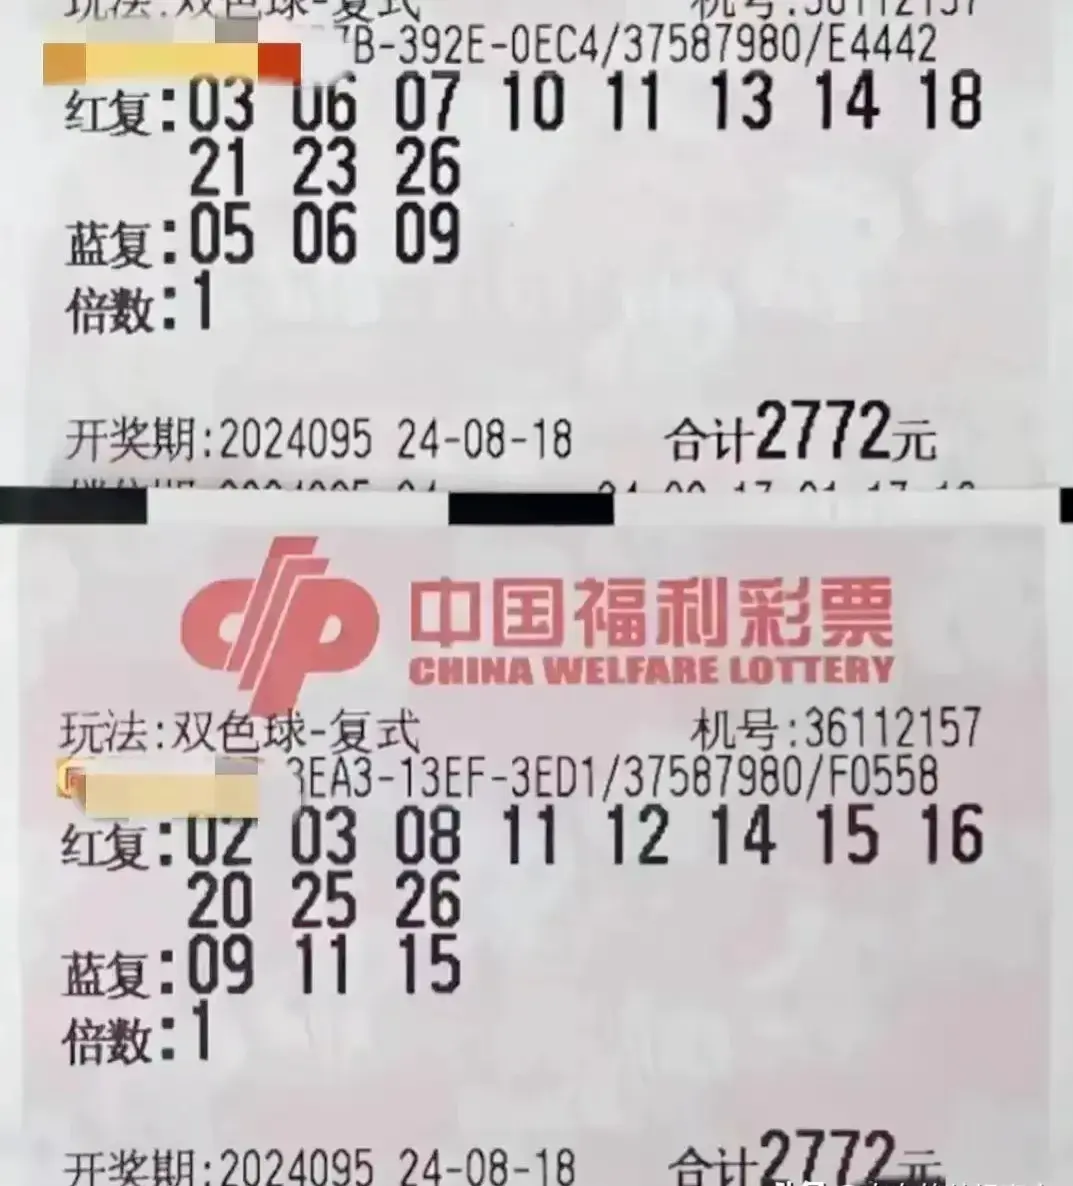 玩法:双色球-复式 机号:36112157
7B-392E-0EC4/37587980/E4442
红复:03 06 07 10 11 13 14 18
21 23 26
蓝复:05 06 09
倍数:1
开奖期:2024095 24-08-18 合计2772元
中国福利彩票
CHINA WELFARE LOTTERY
玩法:双色球-复式 机号:36112157
3EA3-13EF-3ED1/37587980/F0558
红复:02 03 08 11 12 14 15 16
20 25 26
蓝复:09 11 15
倍数:1
开奖期:2024095 24-08-18 合计2772元